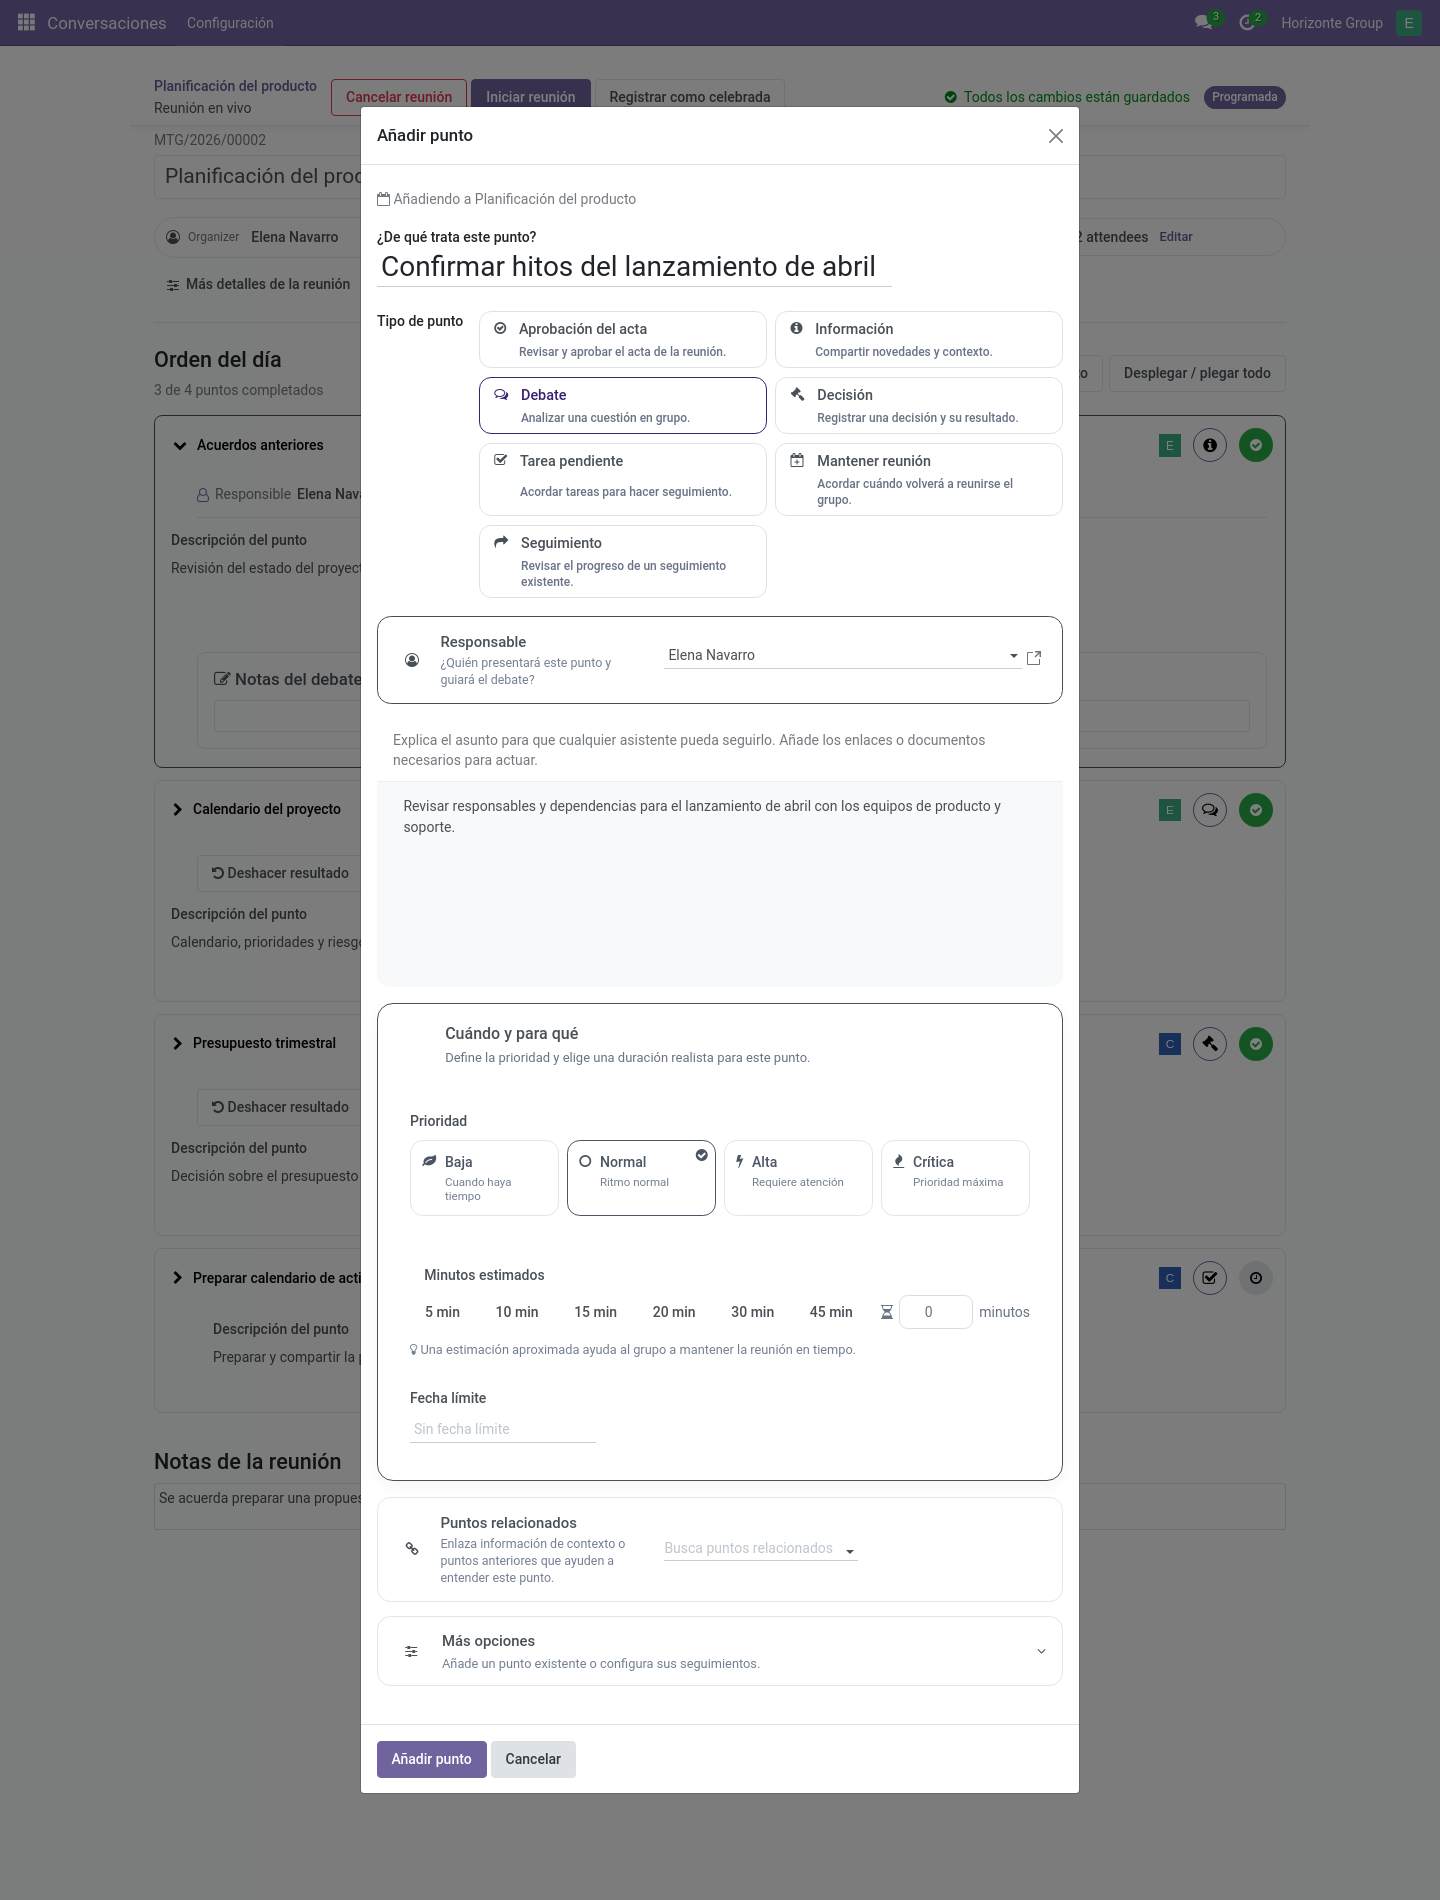 Conversaciones
Configuración
3
2
Horizonte Group
E
Planificación del producto
Reunión en vivo
Cancelar reunión
Iniciar reunión
Registrar como celebrada
Todos los cambios están guardados
Programada
MTG/2026/00002
Planificación del proc
Organizer Elena Navarro
2 attendees Editar
Más detalles de la reunión
Orden del día
3 de 4 puntos completados
to
Desplegar / plegar todo
Acuerdos anteriores
E
Responsible Elena Nava
Descripción del punto
Revisión del estado del proyect
Notas del debate
Calendario del proyecto
E
Deshacer resultado
Descripción del punto
Calendario, prioridades y riesgo
Presupuesto trimestral
C
Deshacer resultado
Descripción del punto
Decisión sobre el presupuesto
Preparar calendario de acti
C
Descripción del punto
Preparar y compartir la p
Notas de la reunión
Se acuerda preparar una propues
Añadir punto
Añadiendo a Planificación del producto
¿De qué trata este punto?
Confirmar hitos del lanzamiento de abril
Tipo de punto
Aprobación del acta
Revisar y aprobar el acta de la reunión.
Información
Compartir novedades y contexto.
Debate
Analizar una cuestión en grupo.
Decisión
Registrar una decisión y su resultado.
Tarea pendiente
Acordar tareas para hacer seguimiento.
Mantener reunión
Acordar cuándo volverá a reunirse el
grupo.
Seguimiento
Revisar el progreso de un seguimiento
existente.
Responsable
¿Quién presentará este punto y
guiará el debate?
Elena Navarro
Explica el asunto para que cualquier asistente pueda seguirlo. Añade los enlaces o documentos
necesarios para actuar.
Revisar responsables y dependencias para el lanzamiento de abril con los equipos de producto y
soporte.
Cuándo y para qué
Define la prioridad y elige una duración realista para este punto.
Prioridad
Baja
Cuando haya
tiempo
Normal
Ritmo normal
Alta
Requiere atención
Crítica
Prioridad máxima
Minutos estimados
5 min 10 min 15 min 20 min 30 min 45 min 0 minutos
Una estimación aproximada ayuda al grupo a mantener la reunión en tiempo.
Fecha límite
Sin fecha límite
Puntos relacionados
Enlaza información de contexto o
puntos anteriores que ayuden a
entender este punto.
Busca puntos relacionados
Más opciones
Añade un punto existente o configura sus seguimientos.
Añadir punto
Cancelar